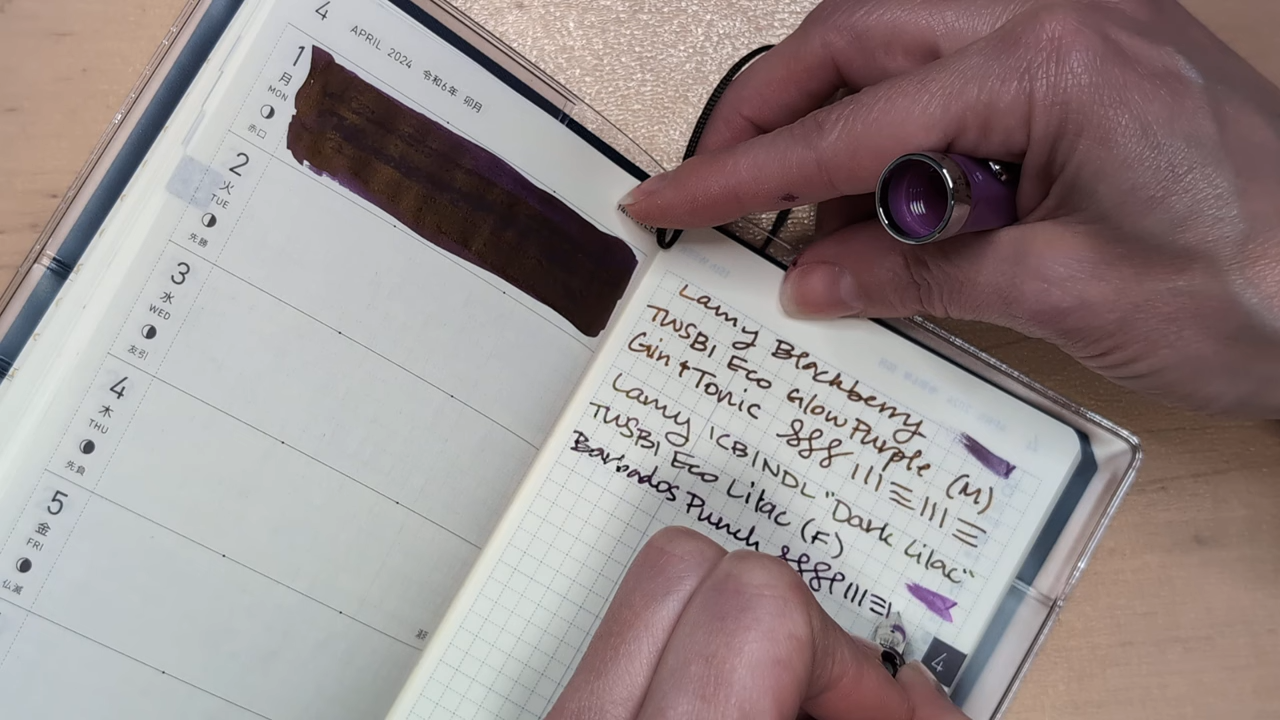 4
APRIL 2024 令和6年 卯月
1
月
MON
赤口
2
火
TUE
先勝
3
水
WED
友引
4
木
THU
先負
5
金
FRI
仏滅
Lamy Blackberry
TWSBI Eco Glow Purple (M)
Gin + Tonic
Lamy ICBINDL "Dark Lilac"
TWSBI Eco Lilac (F)
Barbados Punch
4